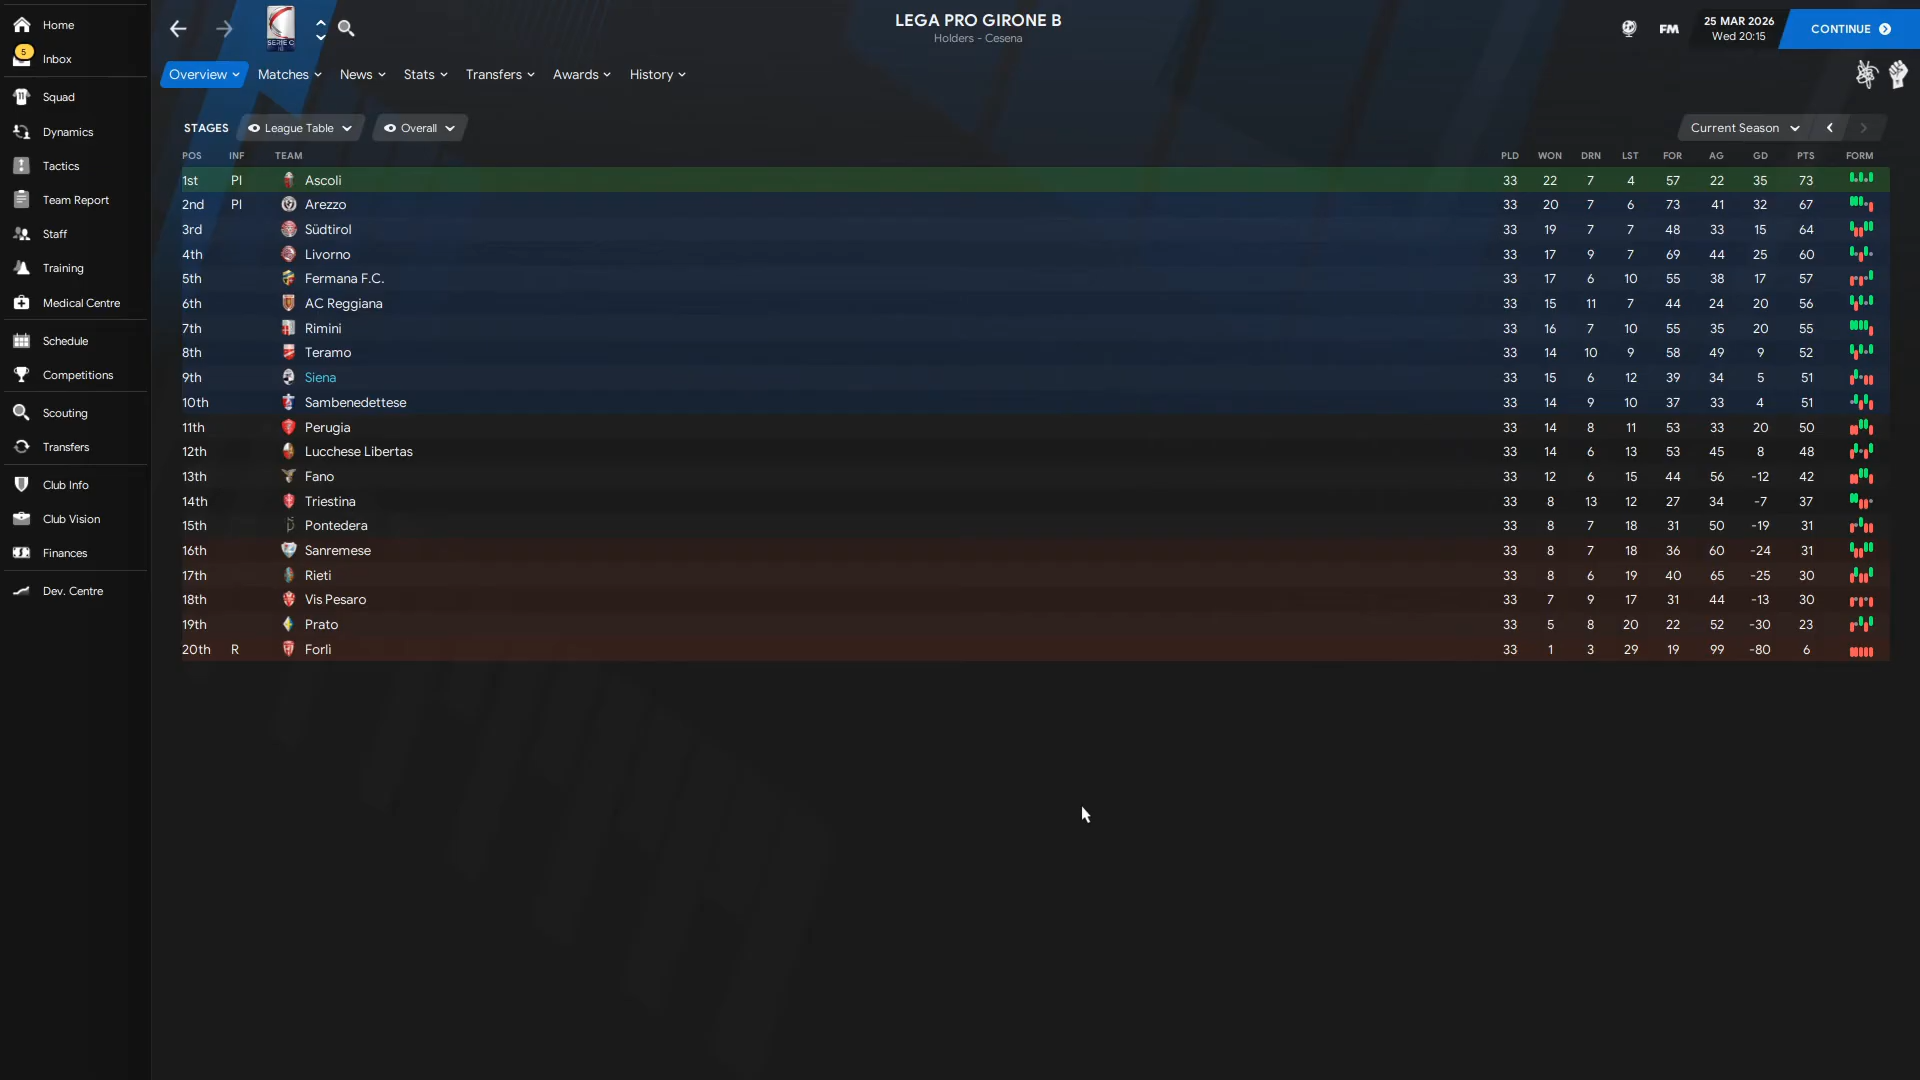 Home
5
Inbox
Squad
Dynamics
Tactics
Team Report
Staff
Training
Medical Centre
Schedule
Competitions
Scouting
Transfers
Club Info
Club Vision
Finances
Dev. Centre
SERIE C
LEGA PRO GIRONE B
Holders - Cesena
FM
25 MAR 2026
Wed 20:15
CONTINUE
Overview Matches News Stats Transfers Awards History
STAGES League Table Overall Current Season
POS INF TEAM PLD WON DRN LST FOR AG GD PTS FORM
1st PI Ascoli 33 22 7 4 57 22 35 73
2nd PI Arezzo 33 20 7 6 73 41 32 67
3rd Südtirol 33 19 7 7 48 33 15 64
4th Livorno 33 17 9 7 69 44 25 60
5th Fermana F.C. 33 17 6 10 55 38 17 57
6th AC Reggiana 33 15 11 7 44 24 20 56
7th Rimini 33 16 7 10 55 35 20 55
8th Teramo 33 14 10 9 58 49 9 52
9th Siena 33 15 6 12 39 34 5 51
10th Sambenedettese 33 14 9 10 37 33 4 51
11th Perugia 33 14 8 11 53 33 20 50
12th Lucchese Libertas 33 14 6 13 53 45 8 48
13th Fano 33 12 6 15 44 56 -12 42
14th Triestina 33 8 13 12 27 34 -7 37
15th Pontedera 33 8 7 18 31 50 -19 31
16th Sanremese 33 8 7 18 36 60 -24 31
17th Rieti 33 8 6 19 40 65 -25 30
18th Vis Pesaro 33 7 9 17 31 44 -13 30
19th Prato 33 5 8 20 22 52 -30 23
20th R Forlì 33 1 3 29 19 99 -80 6